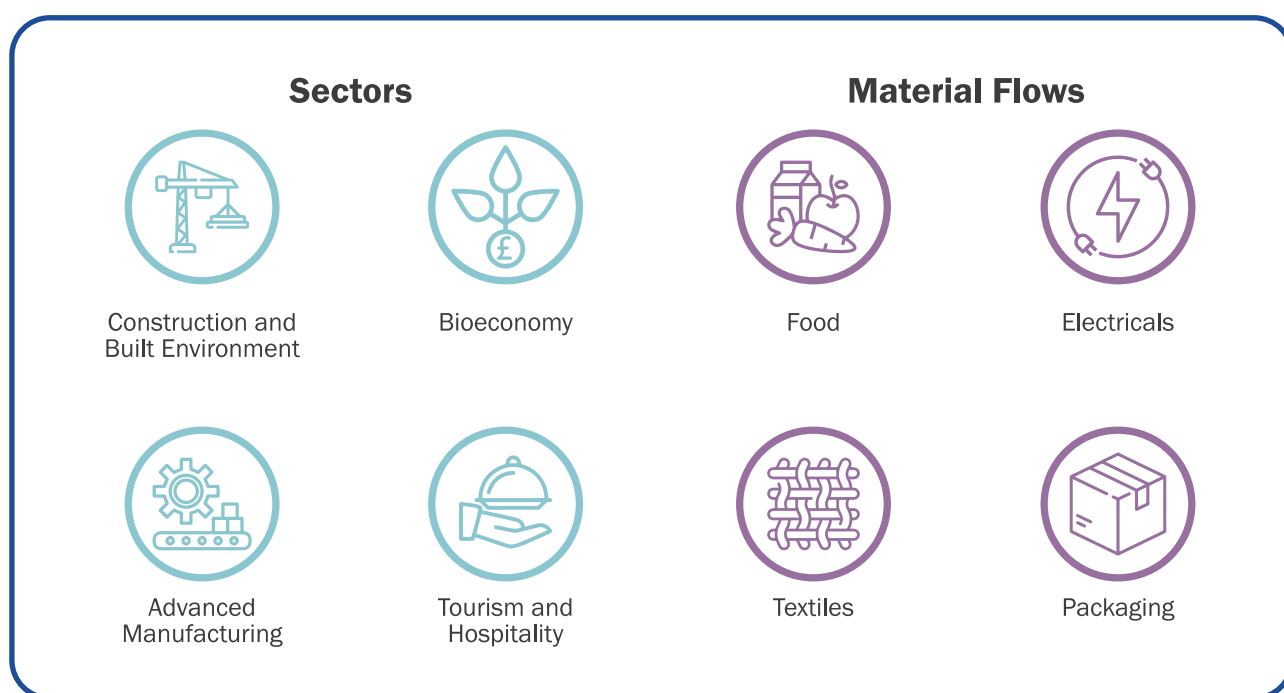 Sectors
Material Flows
£
Construction and
Built Environment
Bioeconomy
Food
Electricals
Advanced
Manufacturing
Tourism and
Hospitality
Textiles
Packaging